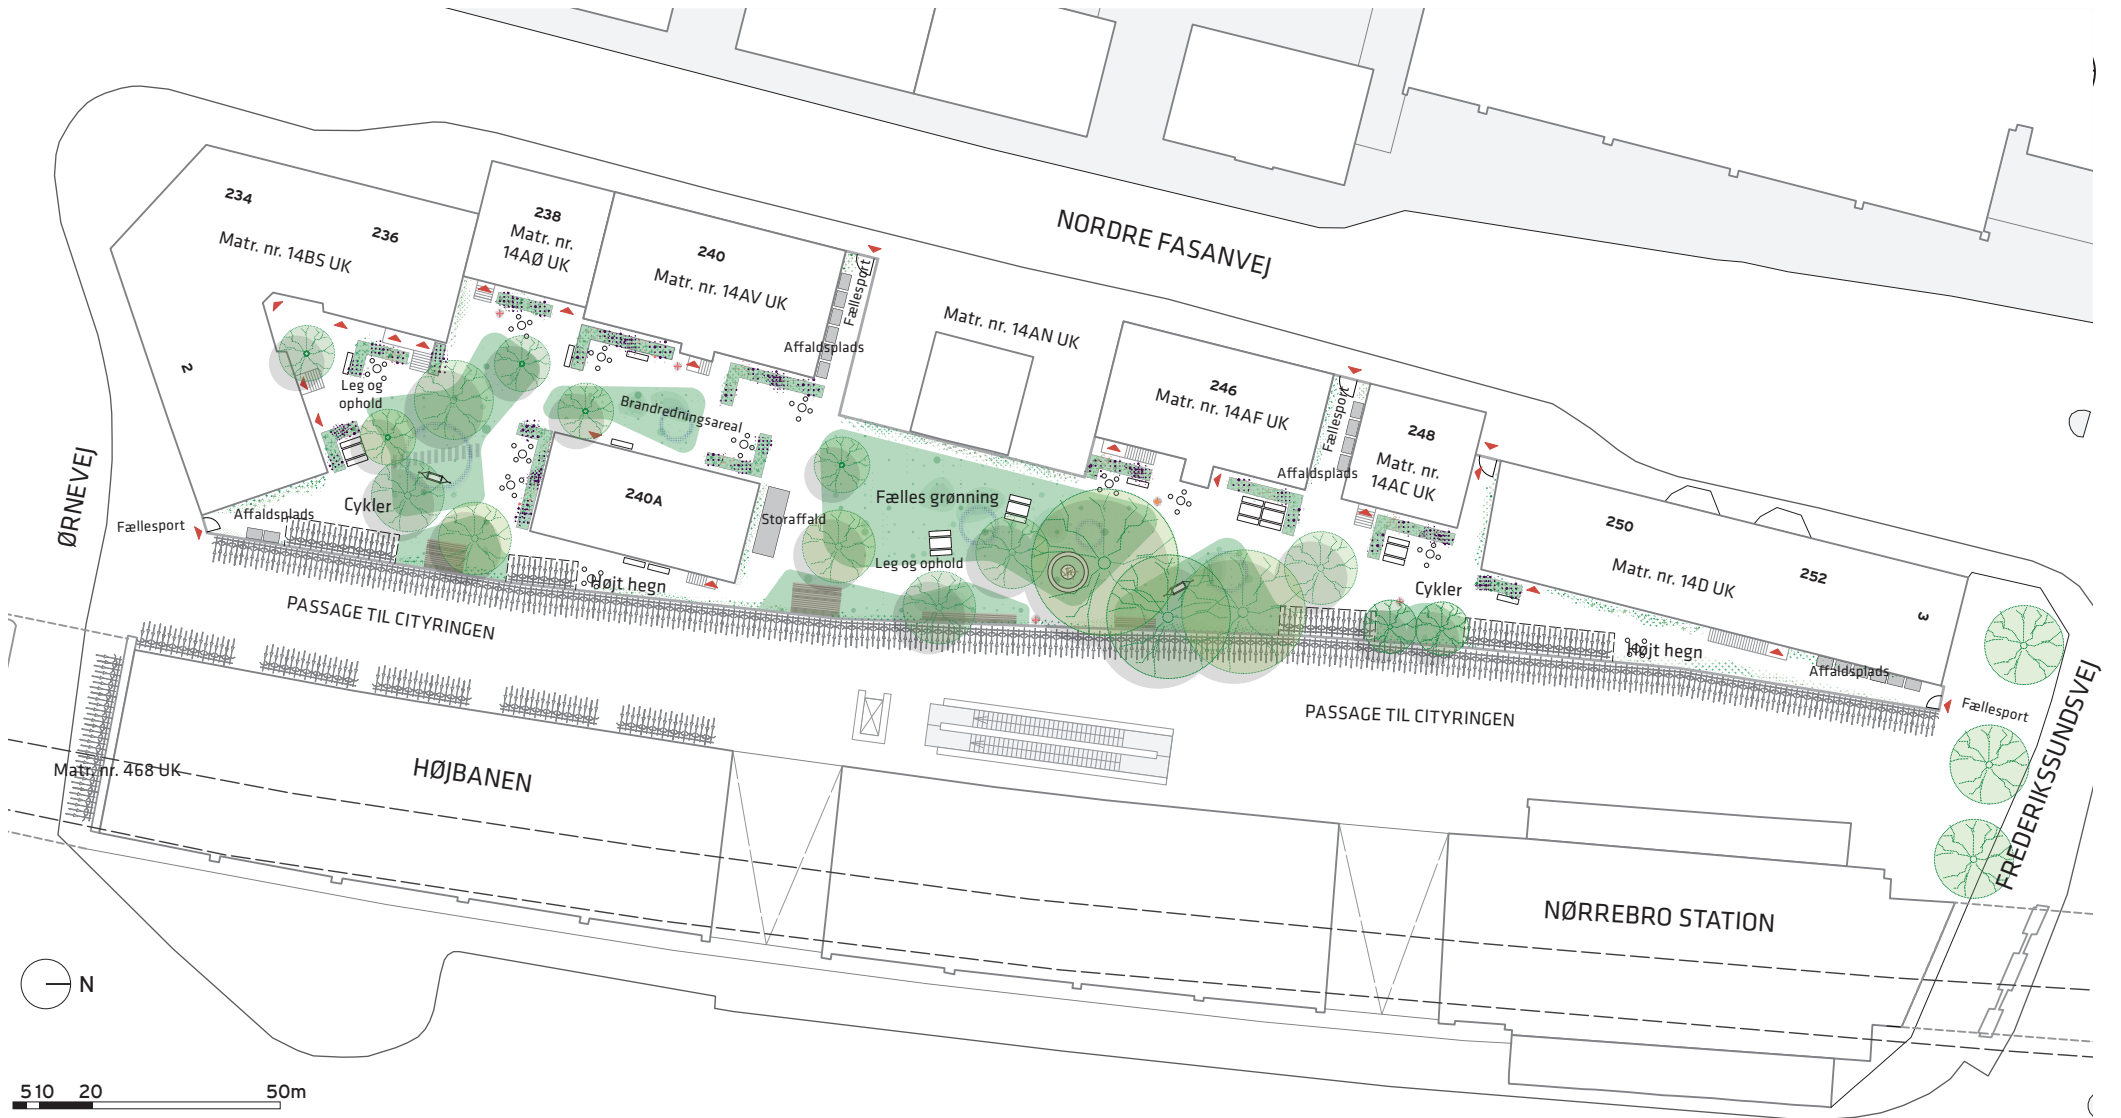 NORDRE FASANVEJ
234
236
Matr. nr. 14BS UK
2
238
Matr. nr.
14AØ UK
240
Matr. nr. 14AV UK
Fællesport
Affaldsplads
Matr. nr. 14AN UK
246
Matr. nr. 14AF UK
Fællesport
Affaldsplads
248
Matr. nr.
14AC UK
250
Matr. nr. 14D UK
252
3
Leg og
ophold
Brandredningsareal
Cykler
Affaldsplads
Fællesport
240A
Storaffald
Fælles grønning
Leg og ophold
Højt hegn
Cykler
Højt hegn
Affaldsplads
Fællesport
ØRNEVEJ
PASSAGE TIL CITYRINGEN
PASSAGE TIL CITYRINGEN
FREDERIKSSUNDSVEJ
Matr. nr. 468 UK
HØJBANEN
NØRREBRO STATION
N
5 10 20 50m